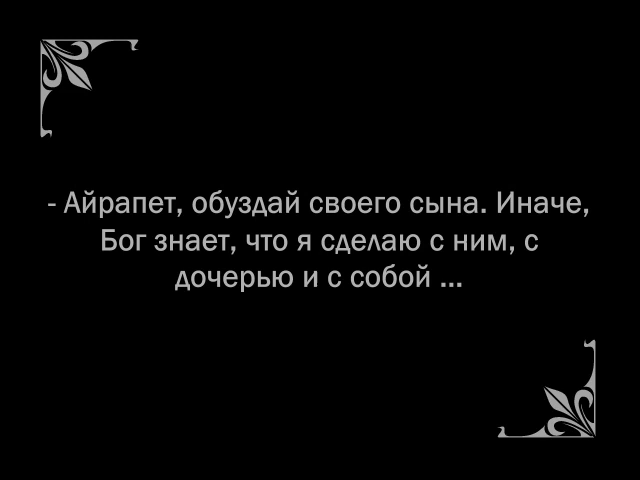 - Айрапет, обуздай своего сына. Иначе,
Бог знает, что я сделаю с ним, с
дочерью и с собой ...